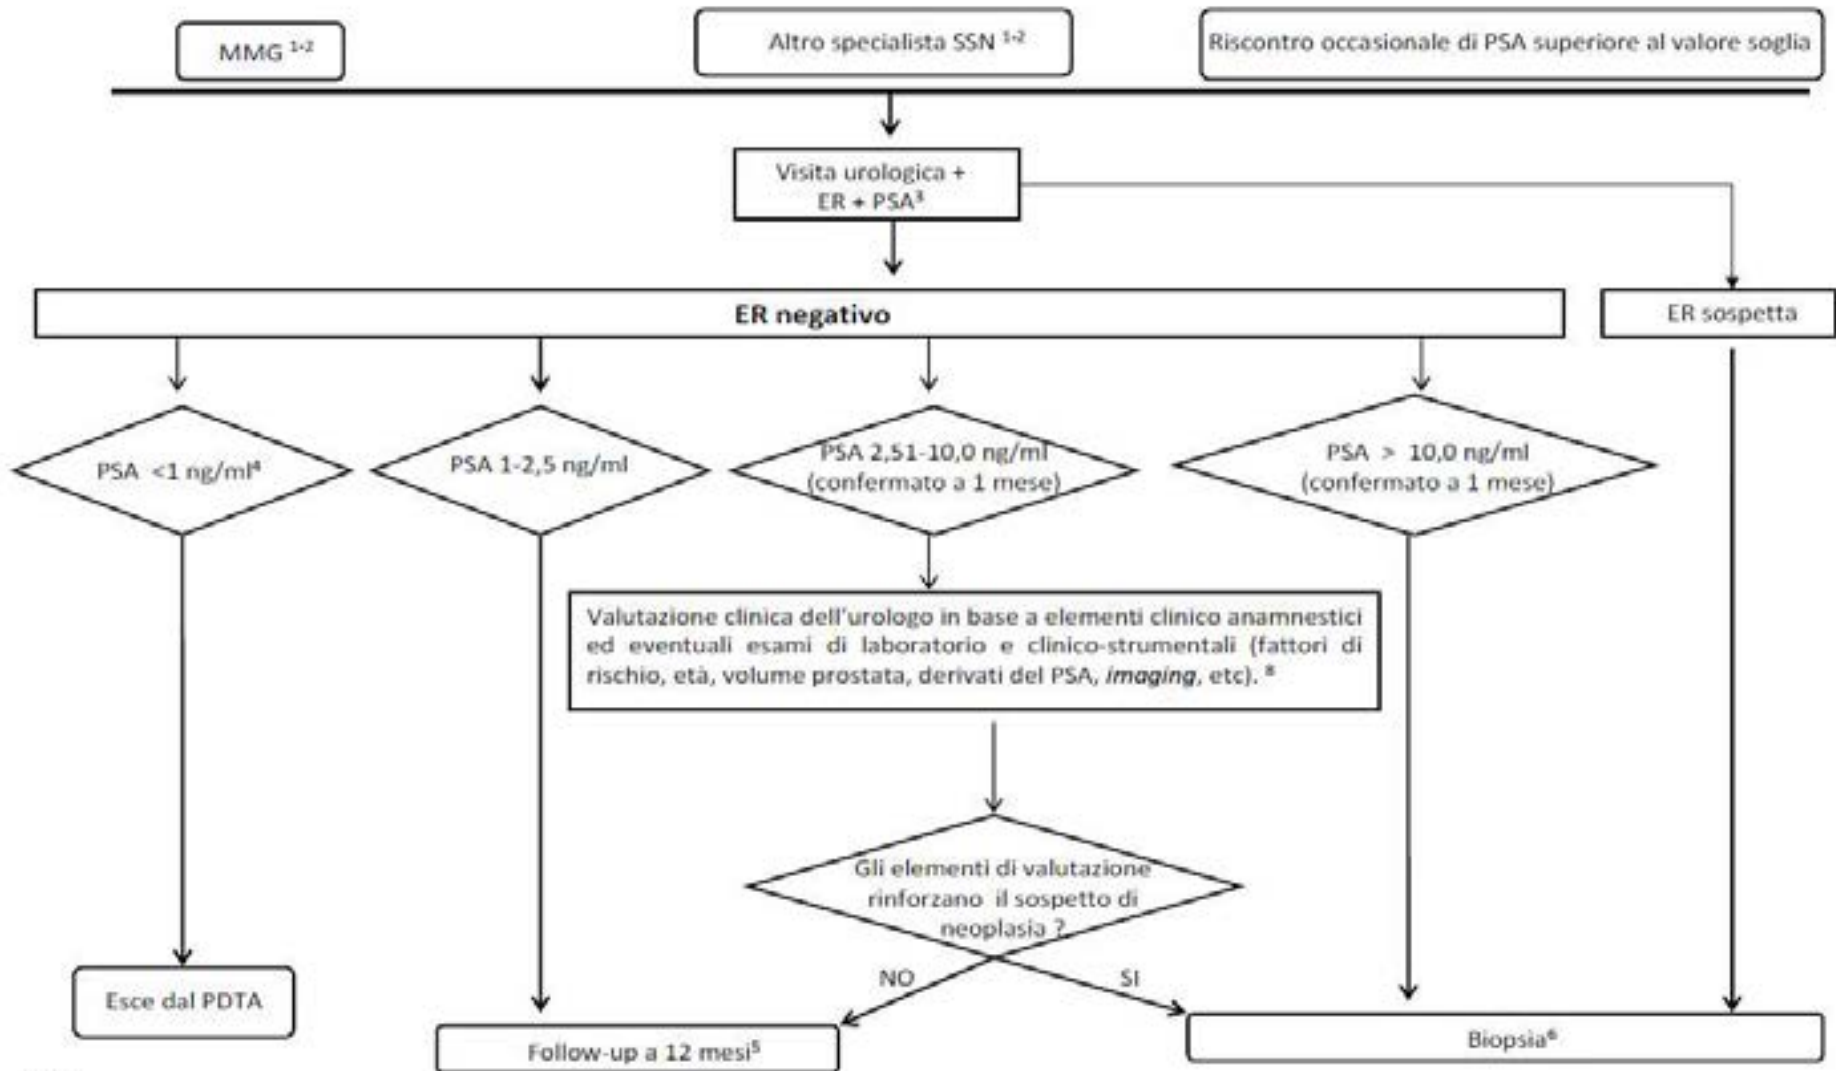 MMG ¹-²
Altro specialista SSN ¹-²
Riscontro occasionale di PSA superiore al valore soglia
Visita urologica +
ER + PSA³
ER negativo
ER sospetta
PSA <1 ng/ml⁴
PSA 1-2,5 ng/ml
PSA 2,51-10,0 ng/ml
(confermato a 1 mese)
PSA > 10,0 ng/ml
(confermato a 1 mese)
Valutazione clinica dell'urologo in base a elementi clinico anamnestici
ed eventuali esami di laboratorio e clinico-strumentali (fattori di
rischio, età, volume prostata, derivati del PSA, imaging, etc). ⁸
Gli elementi di valutazione
rinforzano il sospetto di
neoplasia ?
NO
SI
Esce dal PDTA
Follow-up a 12 mesi⁵
Biopsia⁶